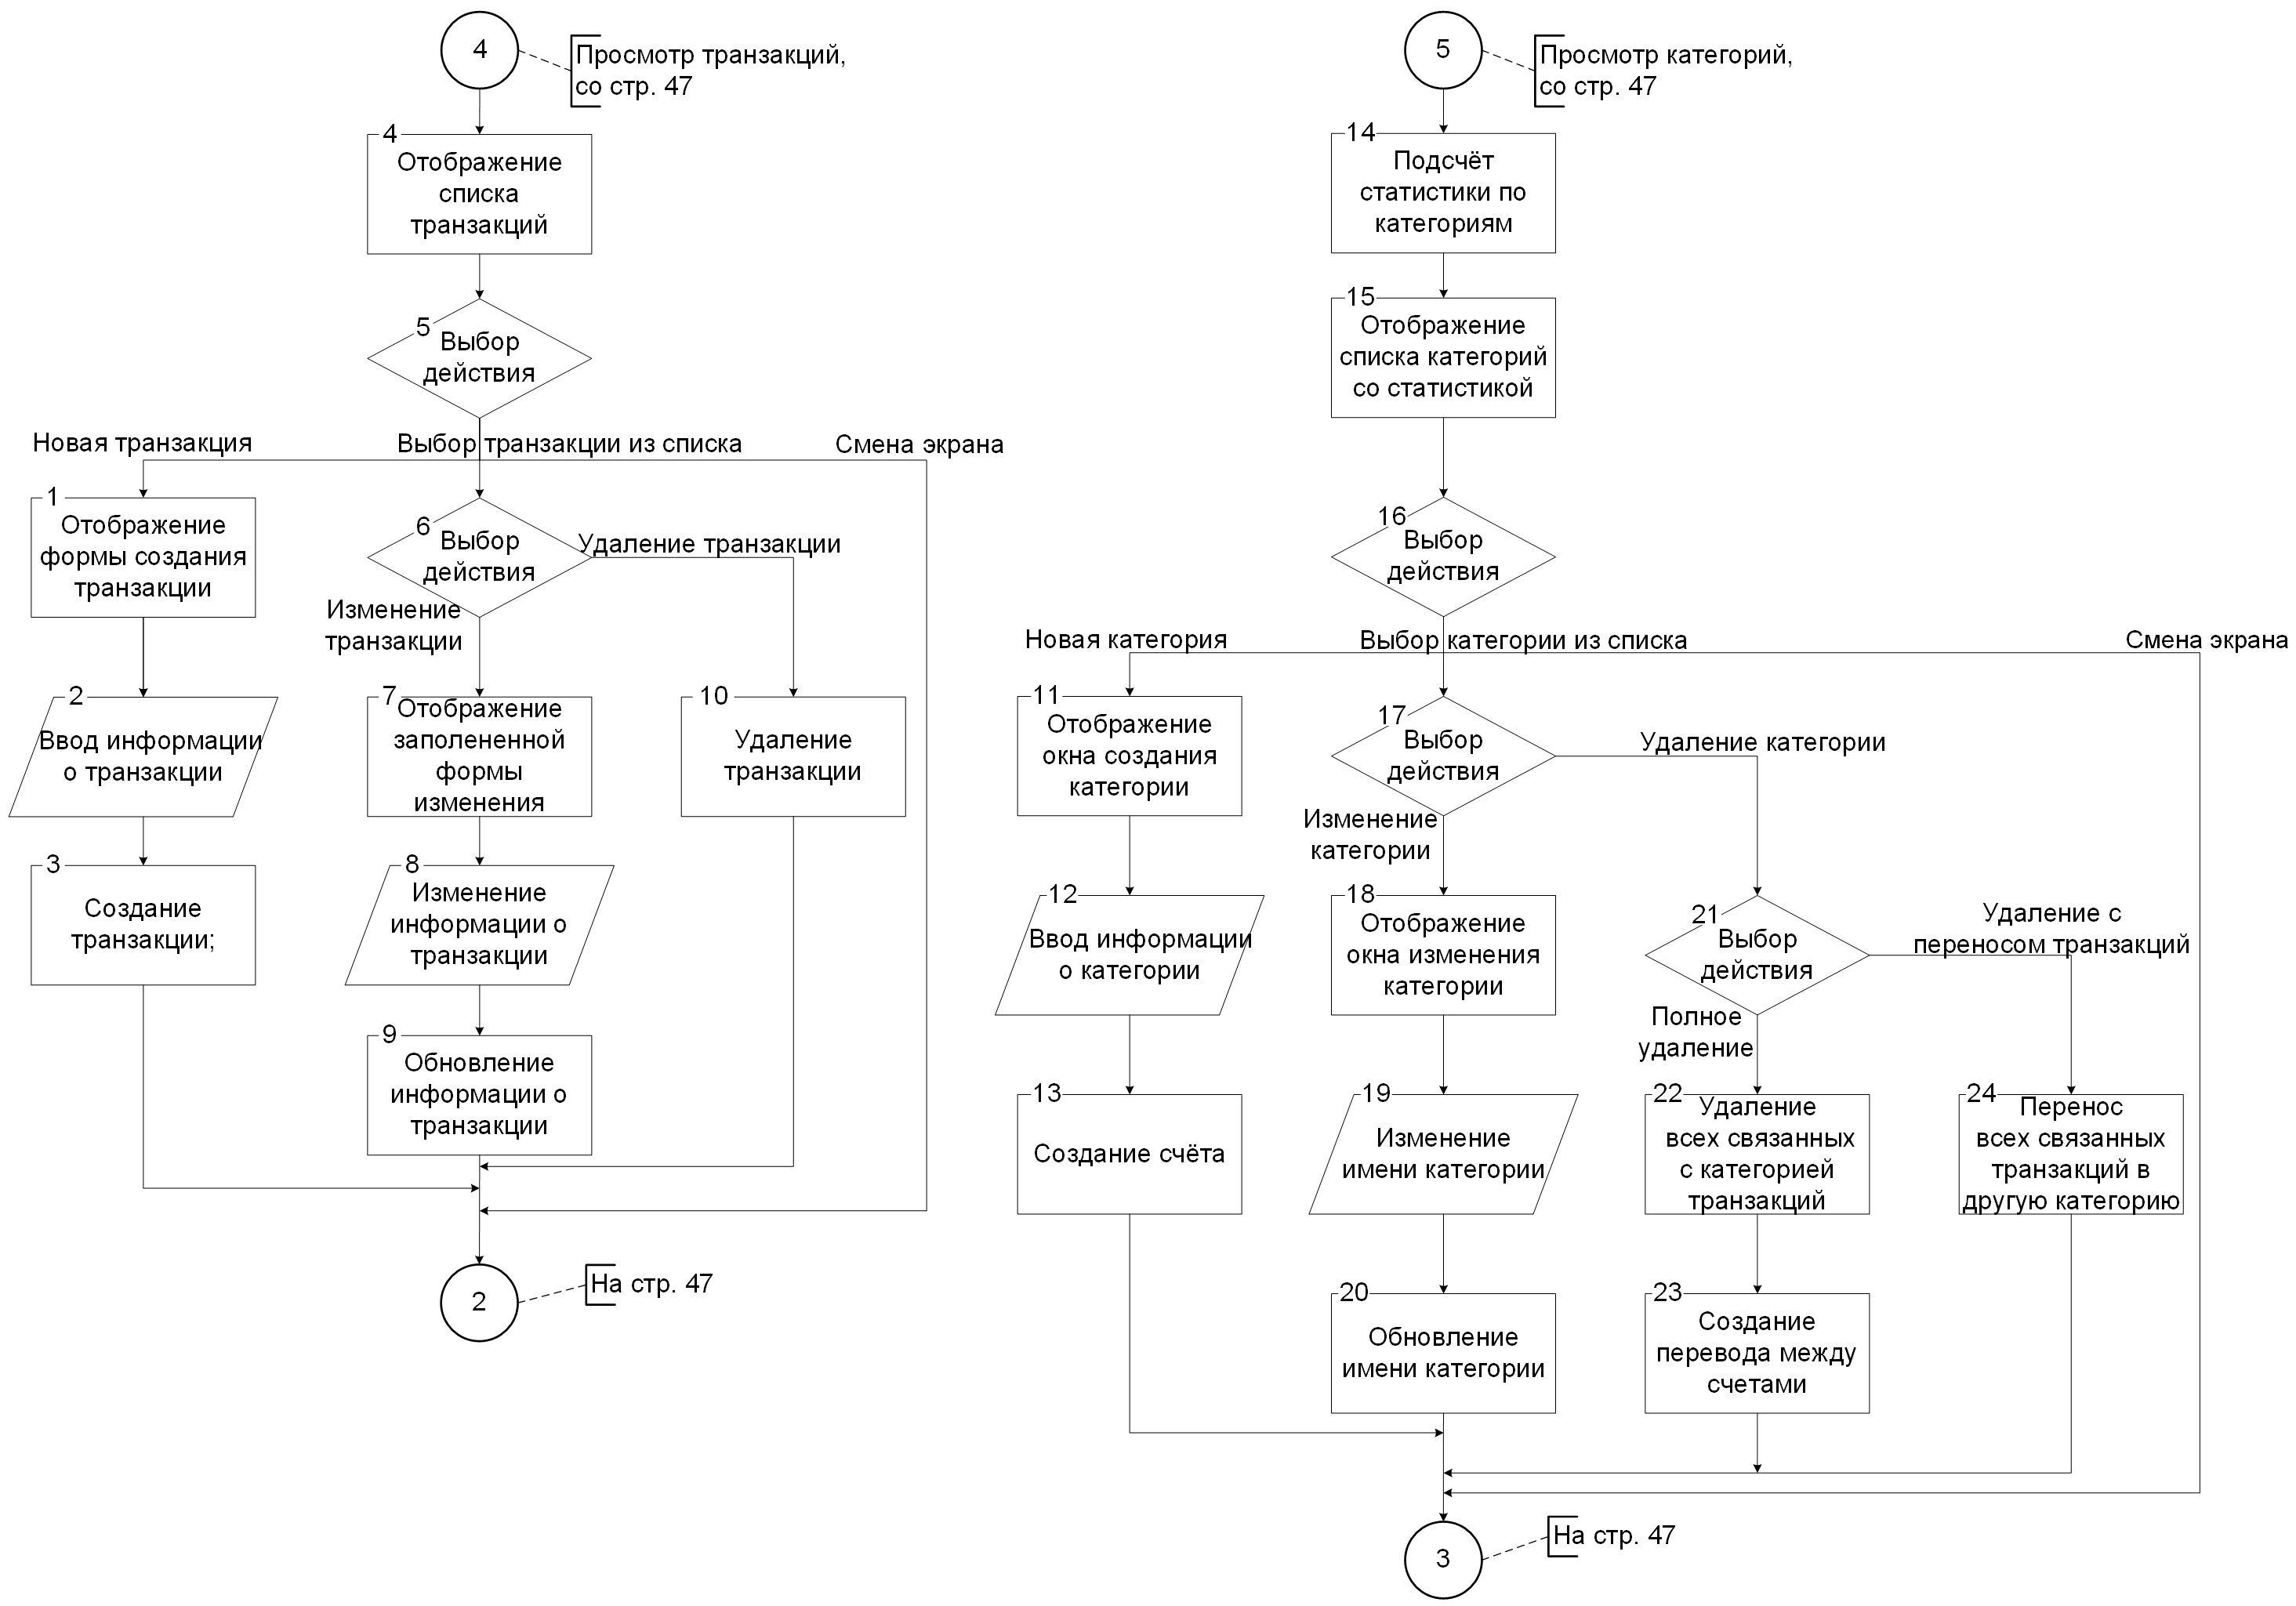 4
Просмотр транзакций,
со стр. 47
4
Отображение
списка
транзакций
5
Выбор
действия
Новая транзакция
Выбор транзакции из списка
Смена экрана
1
Отображение
формы создания
транзакции
2
Ввод информации
о транзакции
3
Создание
транзакции;
6
Выбор
действия
Удаление транзакции
Изменение
транзакции
7
Отображение
заполененной
формы
изменения
8
Изменение
информации о
транзакции
9
Обновление
информации о
транзакции
10
Удаление
транзакции
2
На стр. 47
5
Просмотр категорий,
со стр. 47
14
Подсчёт
статистики по
категориям
15
Отображение
списка категорий
со статистикой
16
Выбор
действия
Новая категория
Выбор категории из списка
Смена экрана
11
Отображение
окна создания
категории
12
Ввод информации
о категории
13
Создание счёта
17
Выбор
действия
Удаление категории
Изменение
категории
18
Отображение
окна изменения
категории
19
Изменение
имени категории
20
Обновление
имени категории
21
Выбор
действия
Удаление с
переносом транзакций
Полное
удаление
22
Удаление
всех связанных
с категорией
транзакций
23
Создание
перевода между
счетами
24
Перенос
всех связанных
транзакций в
другую категорию
3
На стр. 47